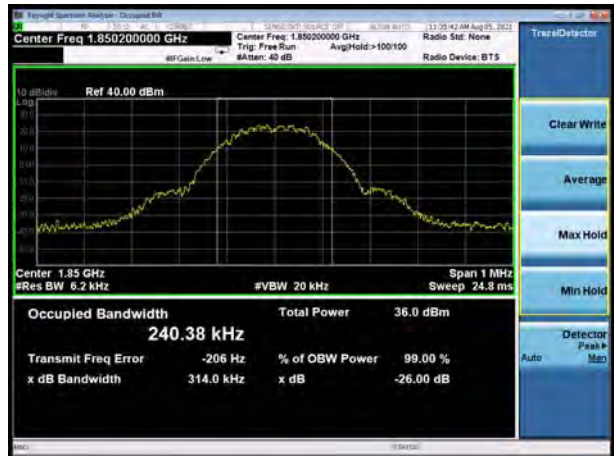 Keysight Spectrum Analyzer - Occupied BW
11:35:42 AM Aug 05, 2021
Center Freq 1.850200000 GHz
Center Freq: 1.850200000 GHz
Radio Std: None
Trig: Free Run
Avg|Hold:>100/100
#IFGain:Low
#Atten: 40 dB
Radio Device: BTS
Trace/Detector
10 dB/div
Ref 40.00 dBm
Log
Clear Write
Average
Max Hold
Min Hold
Center 1.85 GHz
Span 1 MHz
#Res BW 6.2 kHz
#VBW 20 kHz
Sweep 24.8 ms
Occupied Bandwidth
Total Power
36.0 dBm
240.38 kHz
Transmit Freq Error
-206 Hz
% of OBW Power
99.00 %
x dB Bandwidth
314.0 kHz
x dB
-26.00 dB
Detector
Peak
Auto
Man
MSG
STATUS